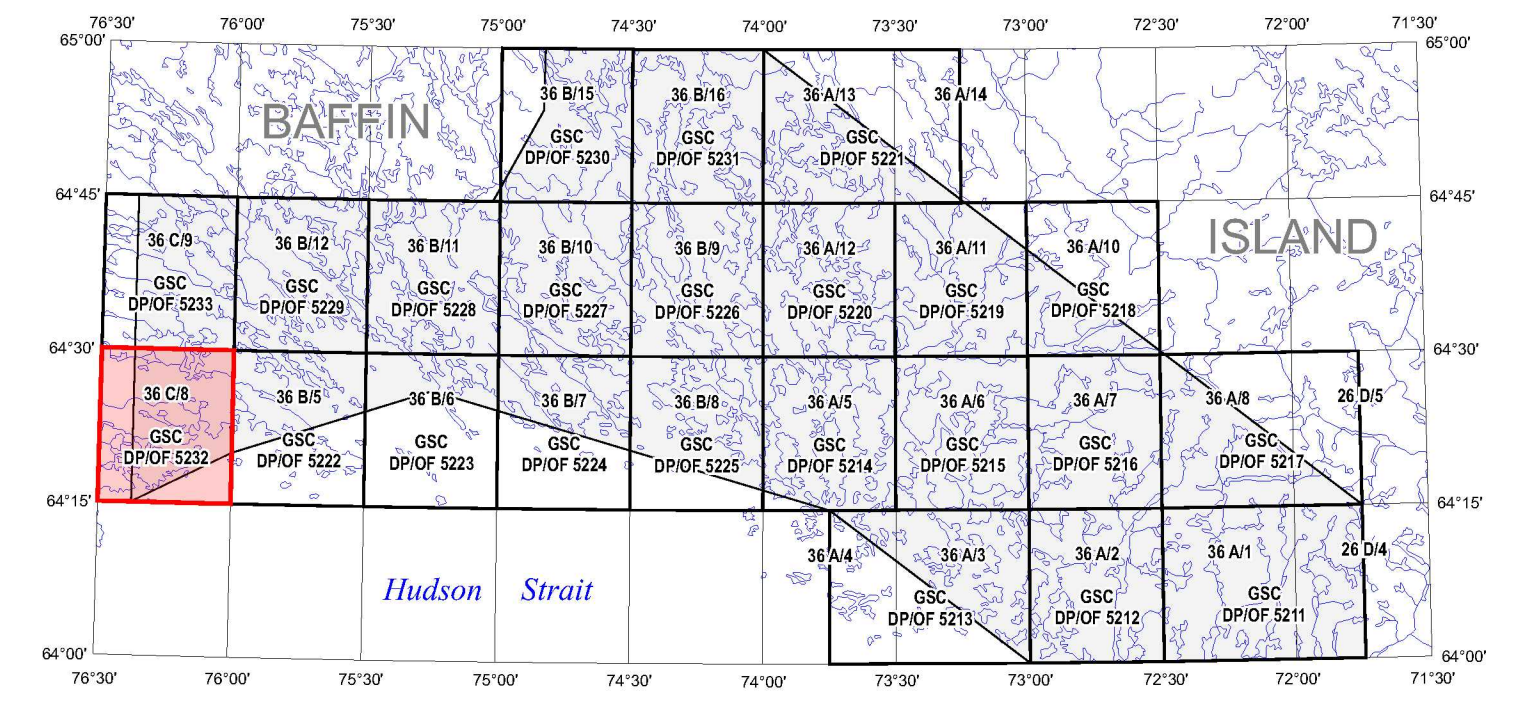 76°30' 76°00' 75°30' 75°00' 74°30' 74°00' 73°30' 73°00' 72°30' 72°00' 71°30'
65°00' 65°00'
BAFFIN
36 B/15 36 B/16 36 A/13 36 A/14
GSC GSC GSC
DP/OF 5230 DP/OF 5231 DP/OF 5221
64°45' 64°45'
ISLAND
36 C/9 36 B/12 36 B/11 36 B/10 36 B/9 36 A/12 36 A/11 36 A/10
GSC GSC GSC GSC GSC GSC GSC GSC
DP/OF 5233 DP/OF 5229 DP/OF 5228 DP/OF 5227 DP/OF 5226 DP/OF 5220 DP/OF 5219 DP/OF 5218
64°30' 64°30'
36 C/8 36 B/5 36 B/6 36 B/7 36 B/8 36 A/5 36 A/6 36 A/7 36 A/8 26 D/5
GSC GSC GSC GSC GSC GSC GSC GSC GSC
DP/OF 5232 DP/OF 5222 DP/OF 5223 DP/OF 5224 DP/OF 5225 DP/OF 5214 DP/OF 5215 DP/OF 5216 DP/OF 5217
64°15' 64°15'
36 A/4 36 A/3 36 A/2 36 A/1 26 D/4
Hudson Strait
GSC GSC GSC
DP/OF 5213 DP/OF 5212 DP/OF 5211
64°00' 64°00'
76°30' 76°00' 75°30' 75°00' 74°30' 74°00' 73°30' 73°00' 72°30' 72°00' 71°30'